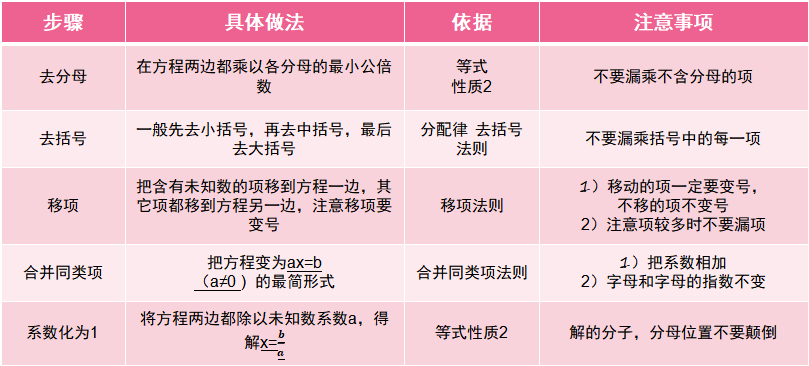 步骤 具体做法 依据 注意事项
去分母
在方程两边都乘以各分母的最小公倍
数
等式
性质2
不要漏乘不含分母的项
去括号
一般先去小括号，再去中括号，最后
去大括号
分配律 去括号
法则
不要漏乘括号中的每一项
移项
把含有未知数的项移到方程一边，其
它项都移到方程另一边，注意移项要
变号
移项法则
1）移动的项一定要变号，
不移的项不变号
2）注意项较多时不要漏项
合并同类项
把方程变为ax=b
（a≠0 ）的最简形式
合并同类项法则
1）把系数相加
2）字母和字母的指数不变
系数化为1
将方程两边都除以未知数系数a，得
解x=b/a
等式性质2
解的分子，分母位置不要颠倒